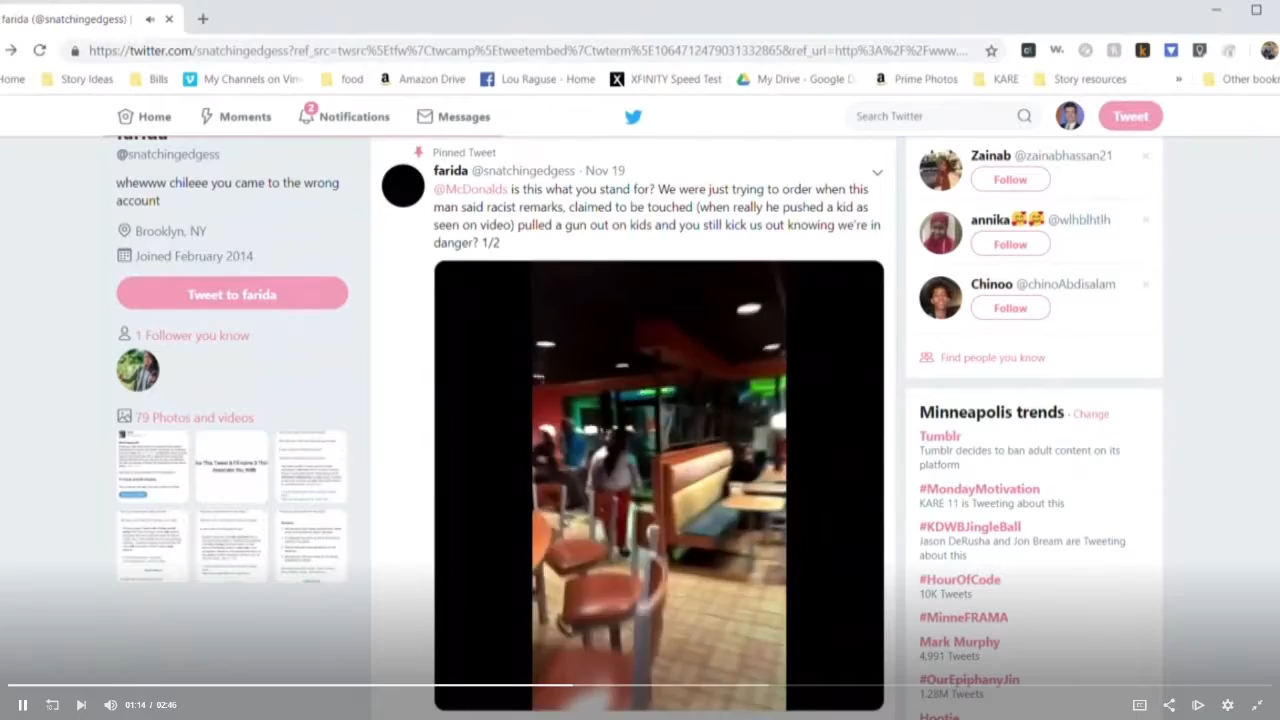 farida (@snatchingedgess) |
https://twitter.com/snatchingedgess?ref_src=twsrc%5Etfw%7Ctwcamp%5Etweetembed%7Ctwterm%5E1064712479031332865&ref_url=http%3A%2F%2Fwww....
Home
Story Ideas
Bills
My Channels on Vim
food
Amazon Drive
Lou Raguse - Home
XFINITY Speed Test
My Drive - Google D
Prime Photos
KARE
Story resources
»
Other book
Home
Moments
2
Notifications
Messages
Search Twitter
Tweet
farida
@snatchingedgess
whewww chileee you came to the wrong
account
Brooklyn, NY
Joined February 2014
Tweet to farida
1 Follower you know
79 Photos and videos
Pinned Tweet
farida @snatchingedgess · Nov 19
@McDonalds is this what you stand for? We were just trying to order when this
man said racist remarks, claimed to be touched (when really he pushed a kid as
seen on video) pulled a gun out on kids and you still kick us out knowing we're in
danger? 1/2
Zainab @zainabhassan21
Follow
annika🥰🥰 @wlhblhtlh
Follow
Chinoo @chinoAbdisalam
Follow
Find people you know
Minneapolis trends · Change
Tumblr
Tumblr decides to ban adult content on its
platform
#MondayMotivation
KARE 11 is Tweeting about this
#KDWBJingleBall
Jason DeRusha and Jon Bream are Tweeting
about this
#HourOfCode
10K Tweets
#MinneFRAMA
Mark Murphy
4,991 Tweets
#OurEpiphanyJin
1.28M Tweets
Hootie
01:14 / 02:46